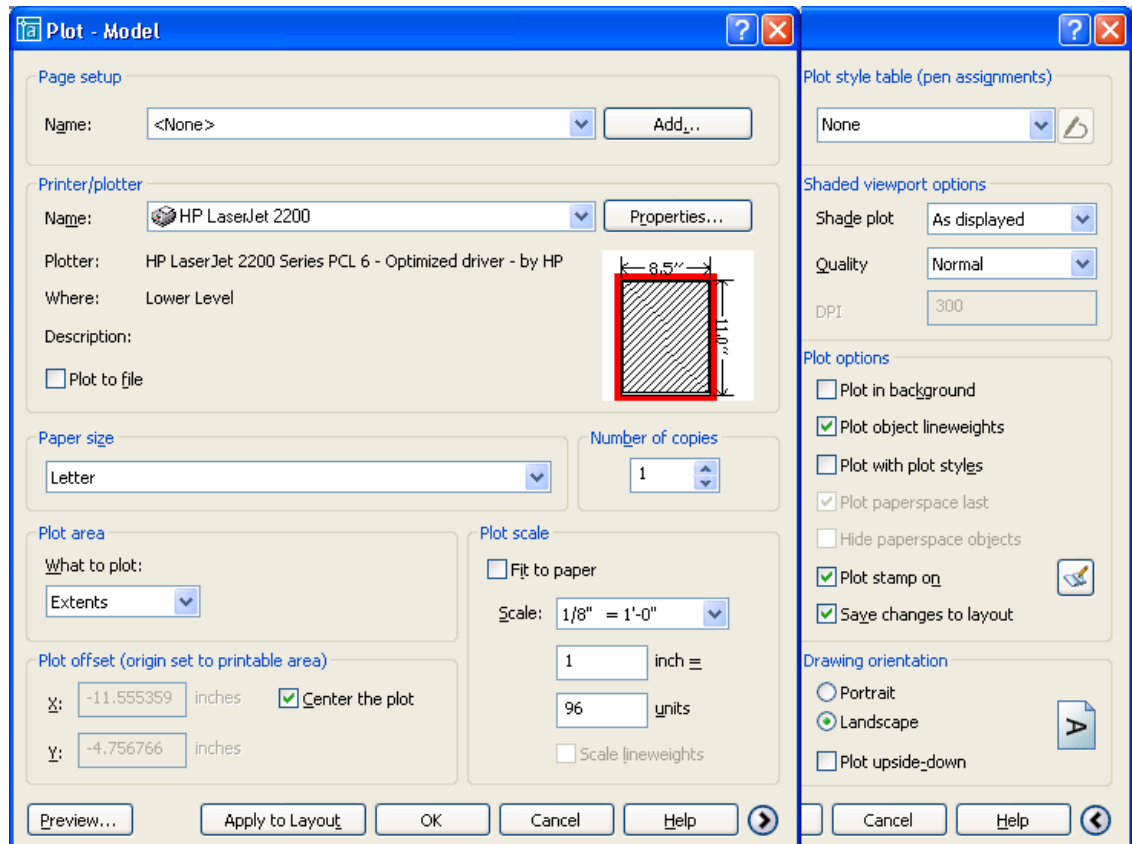 Plot - Model
Page setup
Name: <None> Add...
Printer/plotter
Name: HP LaserJet 2200 Properties...
Plotter: HP LaserJet 2200 Series PCL 6 - Optimized driver - by HP
Where: Lower Level
Description:
Plot to file
8.5"
11.0"
Paper size
Letter
Number of copies
1
Plot area
What to plot:
Extents
Plot offset (origin set to printable area)
X: -11.555359 inches Center the plot
Y: -4.756766 inches
Plot scale
Fit to paper
Scale: 1/8" = 1'-0"
1 inch =
96 units
Scale lineweights
Preview... Apply to Layout OK Cancel Help
Plot style table (pen assignments)
None
Shaded viewport options
Shade plot As displayed
Quality Normal
DPI 300
Plot options
Plot in background
Plot object lineweights
Plot with plot styles
Plot paperspace last
Hide paperspace objects
Plot stamp on
Save changes to layout
Drawing orientation
Portrait
Landscape
A
Plot upside-down
Cancel Help